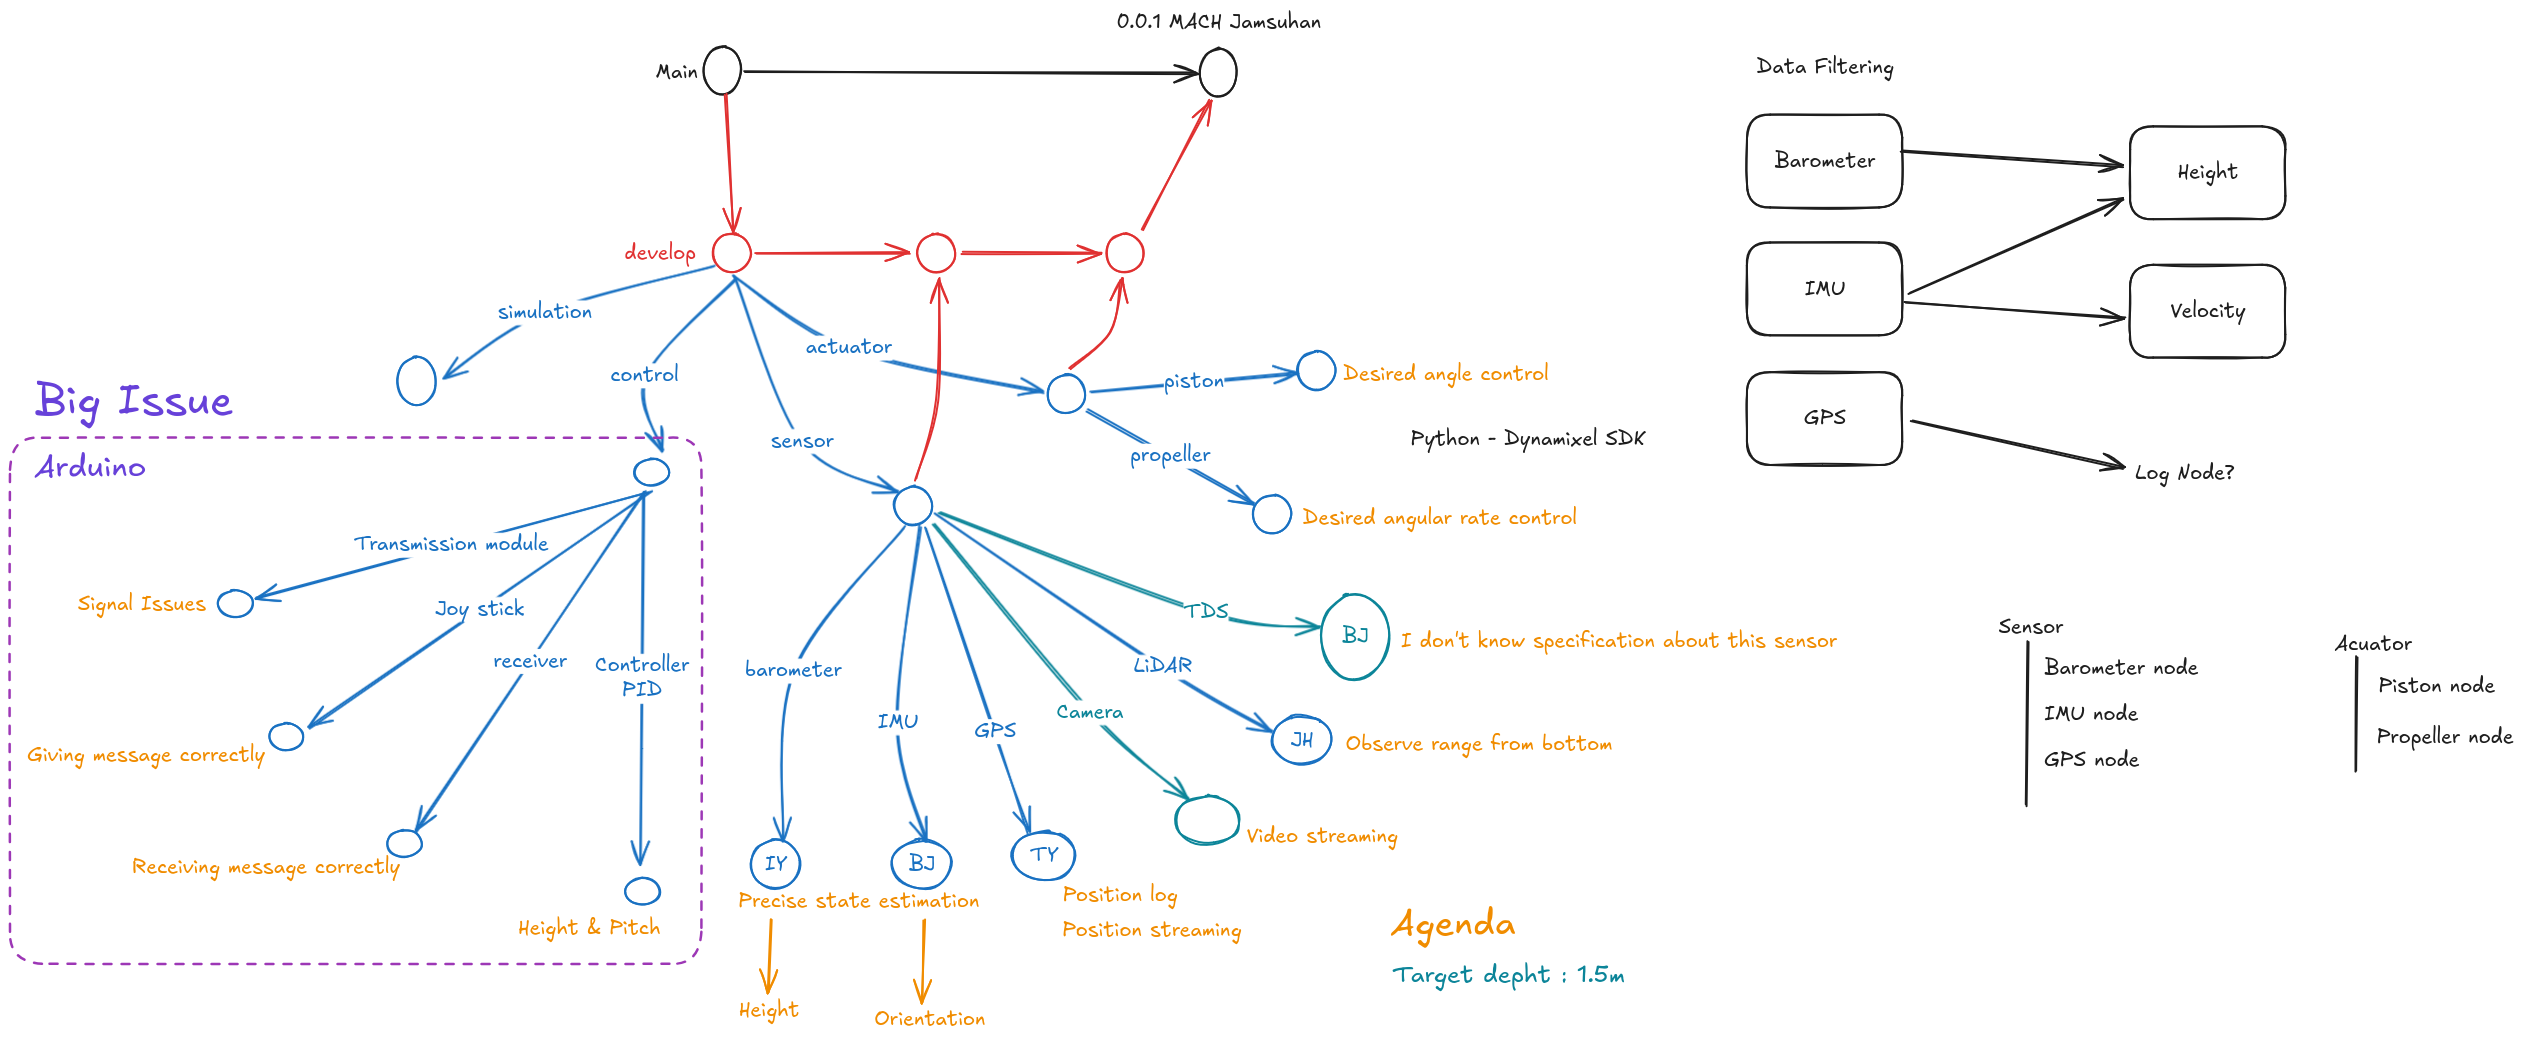 0.0.1 MACH Jamsuhan
Main
develop
simulation
control
actuator
sensor
piston
Desired angle control
propeller
Python - Dynamixel SDK
Desired angular rate control
Big Issue
Arduino
Transmission module
Signal Issues
Joy stick
Giving message correctly
receiver
Receiving message correctly
Controller
PID
Height & Pitch
barometer
IMU
GPS
Camera
LiDAR
TDS
BJ
I don't know specification about this sensor
JH
Observe range from bottom
Video streaming
IY
BJ
TY
Precise state estimation
Position log
Position streaming
Height
Orientation
Agenda
Target depht : 1.5m
Data Filtering
Barometer
Height
IMU
Velocity
GPS
Log Node?
Sensor
Barometer node
IMU node
GPS node
Acuator
Piston node
Propeller node